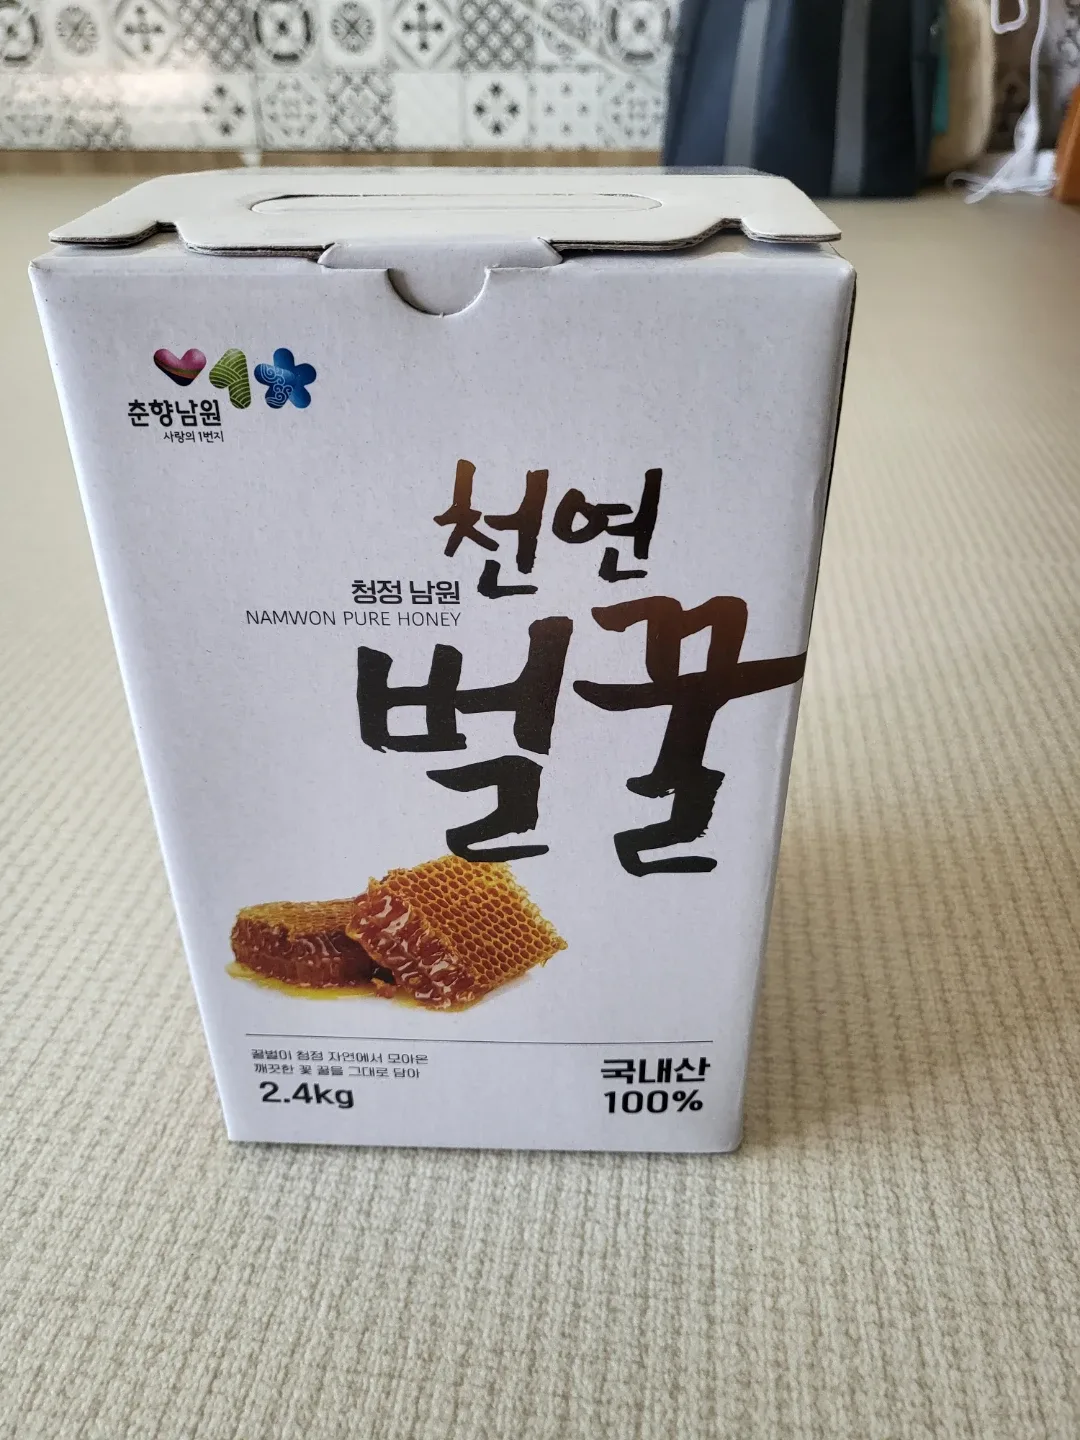 춘향남원
사랑의 1번지
천연
청정 남원
NAMWON PURE HONEY
벌꿀
꿀벌이 청정 자연에서 모아온
깨끗한 꽃 꿀을 그대로 담아
2.4kg
국내산
100%